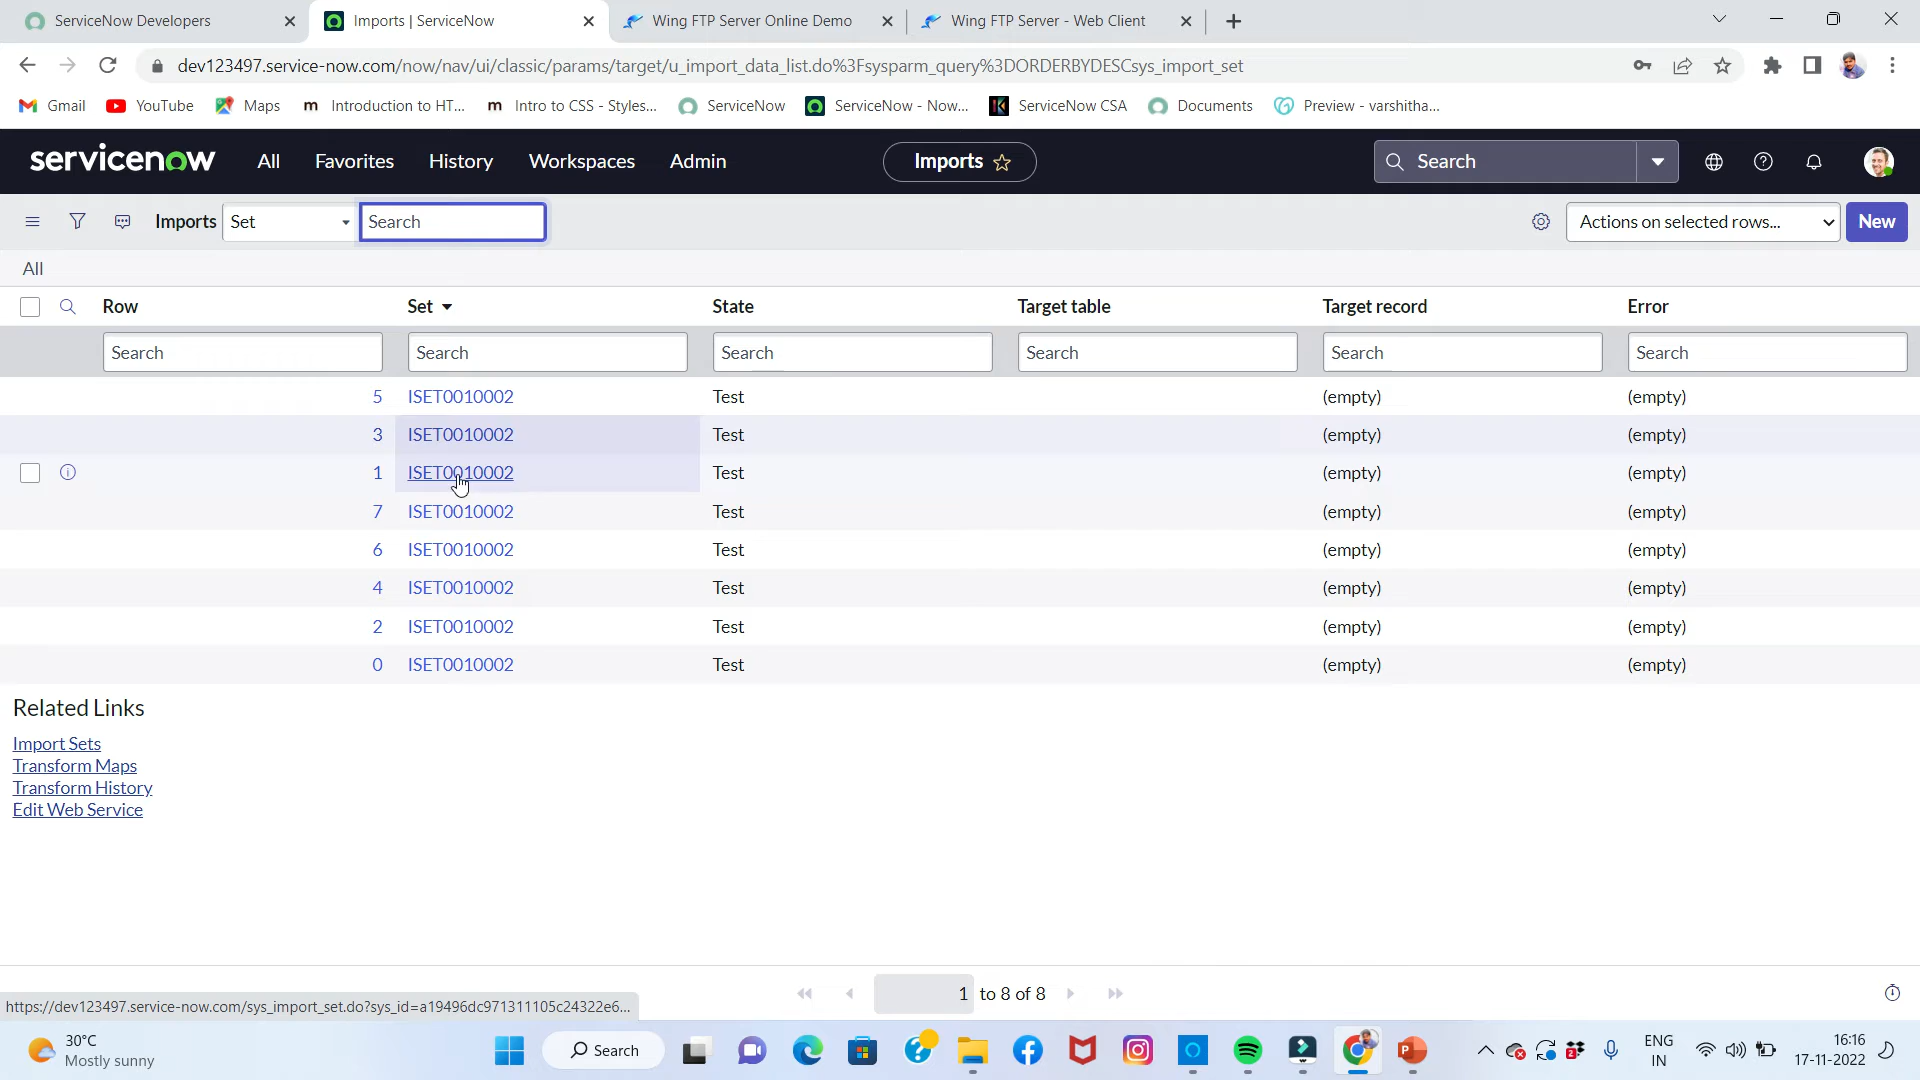 ServiceNow Developers
Imports | ServiceNow
Wing FTP Server Online Demo
Wing FTP Server - Web Client
dev123497.service-now.com/now/nav/ui/classic/params/target/u_import_data_list.do%3Fsysparm_query%3DORDERBYDESCsys_import_set
Gmail YouTube Maps Introduction to HT... Intro to CSS - Styles... ServiceNow ServiceNow - Now... ServiceNow CSA Documents Preview - varshitha...
servicenow All Favorites History Workspaces Admin Imports Search
Imports Set Search Actions on selected rows... New
All
Row Set State Target table Target record Error
Search Search Search Search Search Search
5 ISET0010002 Test (empty) (empty)
3 ISET0010002 Test (empty) (empty)
1 ISET0010002 Test (empty) (empty)
7 ISET0010002 Test (empty) (empty)
6 ISET0010002 Test (empty) (empty)
4 ISET0010002 Test (empty) (empty)
2 ISET0010002 Test (empty) (empty)
0 ISET0010002 Test (empty) (empty)
Related Links
Import Sets
Transform Maps
Transform History
Edit Web Service
1 to 8 of 8
https://dev123497.service-now.com/sys_import_set.do?sys_id=a19496dc971311105c24322e6...
30°C
Mostly sunny
Search
ENG
IN
16:16
17-11-2022